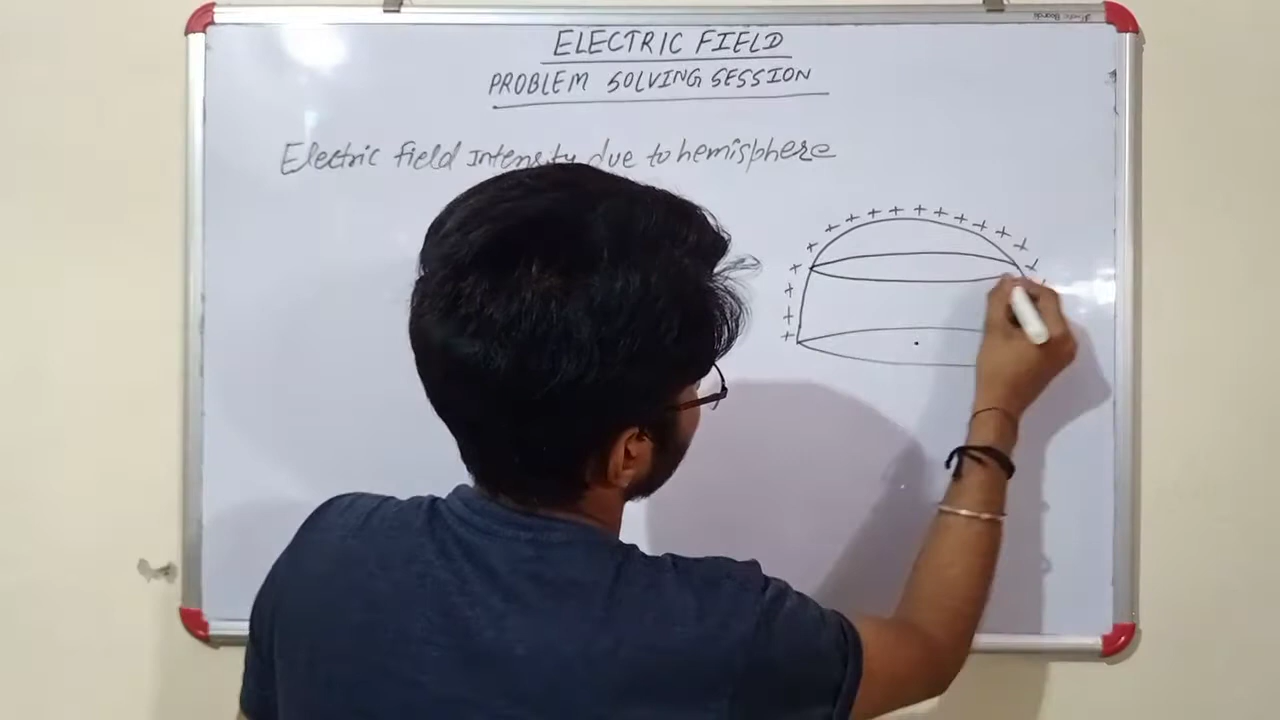 ELECTRIC FIELD
PROBLEM SOLVING SESSION
Electric field Intensity due to hemisphere
+ + + + + + + + + + + + + + + +